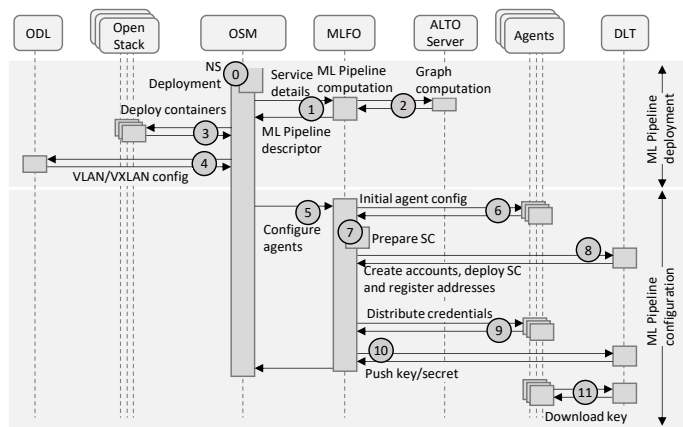 ODL
Open
Stack
OSM
MLFO
ALTO
Server
Agents
DLT
NS
Deployment
0
Service
details
ML Pipeline
computation
Graph
computation
1
2
Deploy containers
3
ML Pipeline
descriptor
4
VLAN/VXLAN config
ML Pipeline
deployment
Initial agent config
5
6
Configure
agents
7
Prepare SC
8
Create accounts, deploy SC
and register addresses
Distribute credentials
9
10
Push key/secret
11
Download key
ML Pipeline
configuration